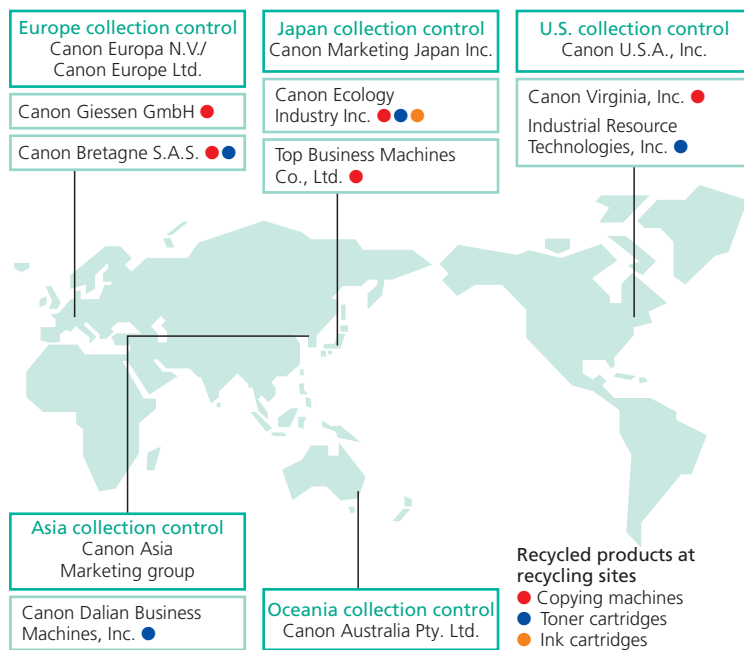 Europe collection control
Canon Europa N.V./
Canon Europe Ltd.
Canon Giessen GmbH
Canon Bretagne S.A.S.
Japan collection control
Canon Marketing Japan Inc.
Canon Ecology
Industry Inc.
Top Business Machines
Co., Ltd.
U.S. collection control
Canon U.S.A., Inc.
Canon Virginia, Inc.
Industrial Resource
Technologies, Inc.
Asia collection control
Canon Asia
Marketing group
Canon Dalian Business
Machines, Inc.
Oceania collection control
Canon Australia Pty. Ltd.
Recycled products at
recycling sites
Copying machines
Toner cartridges
Ink cartridges